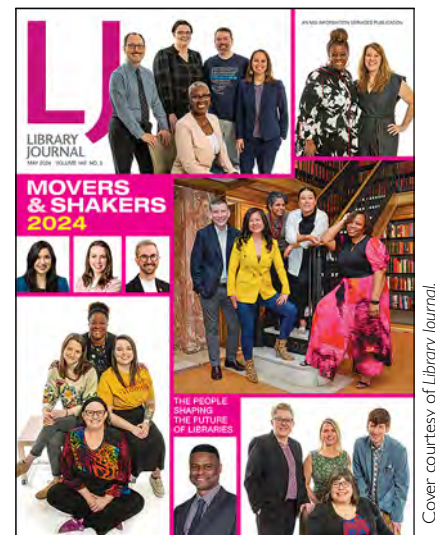 LJ
AN MSI INFORMATION SERVICES PUBLICATION
LIBRARY
JOURNAL
MAY 2024 VOLUME 149 NO. 5
MOVERS
& SHAKERS
2024
THE PEOPLE
SHAPING
THE FUTURE
OF LIBRARIES
Cover courtesy of Library Journal.